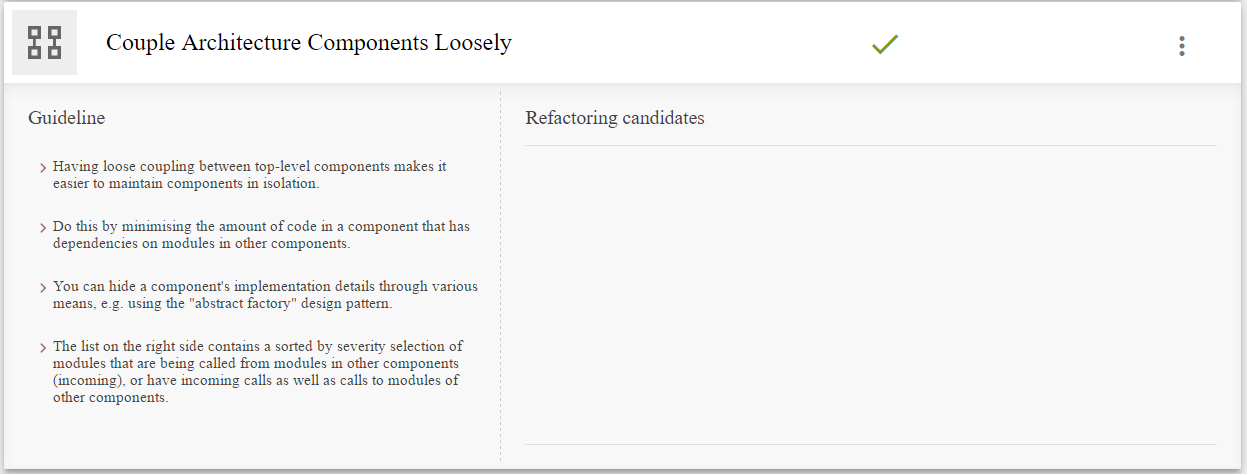 Couple Architecture Components Loosely
Guideline
Having loose coupling between top-level components makes it
easier to maintain components in isolation.
Do this by minimising the amount of code in a component that has
dependencies on modules in other components.
You can hide a component's implementation details through various
means, e.g. using the "abstract factory" design pattern.
The list on the right side contains a sorted by severity selection of
modules that are being called from modules in other components
(incoming), or have incoming calls as well as calls to modules of
other components.
Refactoring candidates